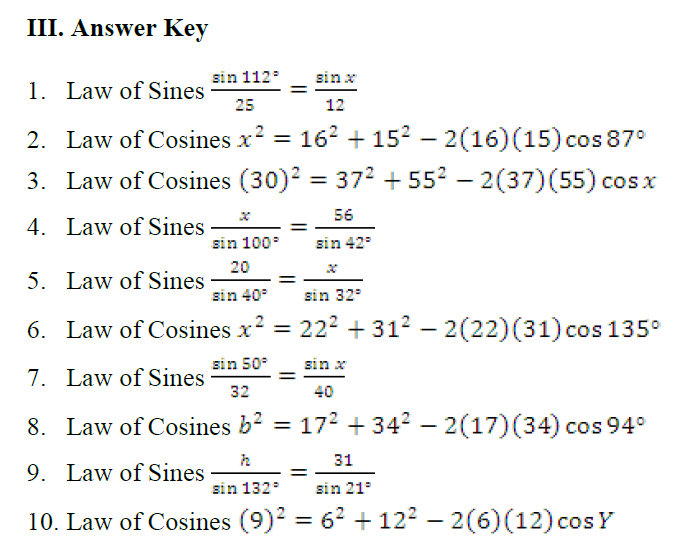 III. Answer Key
1. Law of Sines sin 112° / 25 = sin x / 12
2. Law of Cosines x² = 16² + 15² − 2(16)(15) cos 87°
3. Law of Cosines (30)² = 37² + 55² − 2(37)(55) cos x
4. Law of Sines x / sin 100° = 56 / sin 42°
5. Law of Sines 20 / sin 40° = x / sin 32°
6. Law of Cosines x² = 22² + 31² − 2(22)(31) cos 135°
7. Law of Sines sin 50° / 32 = sin x / 40
8. Law of Cosines b² = 17² + 34² − 2(17)(34) cos 94°
9. Law of Sines h / sin 132° = 31 / sin 21°
10. Law of Cosines (9)² = 6² + 12² − 2(6)(12) cos Y